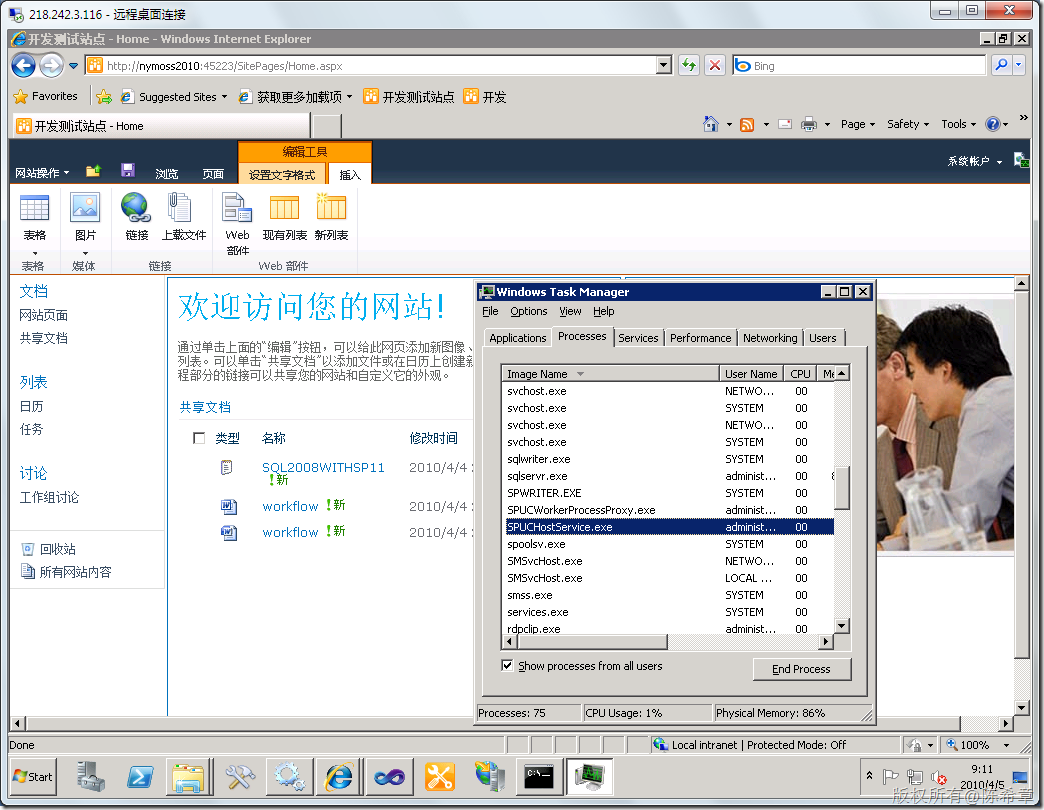 218.242.3.116 - 远程桌面连接
开发测试站点 - Home - Windows Internet Explorer
http://nymoss2010:45223/SitePages/Home.aspx
Bing
Favorites
Suggested Sites
获取更多加载项
开发测试站点
开发
开发测试站点 - Home
Page
Safety
Tools
编辑工具
网站操作
浏览
页面
设置文字格式
插入
系统帐户
表格
图片
链接
上载文件
Web
部件
现有列表
新列表
表格
媒体
链接
Web 部件
文档
网站页面
共享文档
列表
日历
任务
讨论
工作组讨论
回收站
所有网站内容
欢迎访问您的网站!
通过单击上面的“编辑”按钮，可以给此网页添加新图像、
列表。可以单击“共享文档”以添加文件或在日历上创建新
程部分的链接可以共享您的网站和自定义它的外观。
共享文档
类型 名称 修改时间
SQL2008WITHSP11 2010/4/4
!新
workflow !新 2010/4/4
workflow !新 2010/4/4
Windows Task Manager
File Options View Help
Applications Processes Services Performance Networking Users
Image Name User Name CPU Me
svchost.exe NETWO... 00
svchost.exe SYSTEM 00
svchost.exe NETWO... 00
svchost.exe SYSTEM 00
sqlwriter.exe SYSTEM 00
sqlservr.exe administ... 00
SPWRITER.EXE SYSTEM 00
SPUCWorkerProcessProxy.exe administ... 00
SPUCHostService.exe administ... 00
spoolsv.exe SYSTEM 00
SMSvcHost.exe NETWO... 00
SMSvcHost.exe LOCAL ... 00
smss.exe SYSTEM 00
services.exe SYSTEM 00
rdpclip.exe administ... 00
Show processes from all users
End Process
Processes: 75 CPU Usage: 1% Physical Memory: 86%
Done
Local intranet | Protected Mode: Off
100%
Start
C:\_
9:11
2010/4/5
版权所有@陈希章